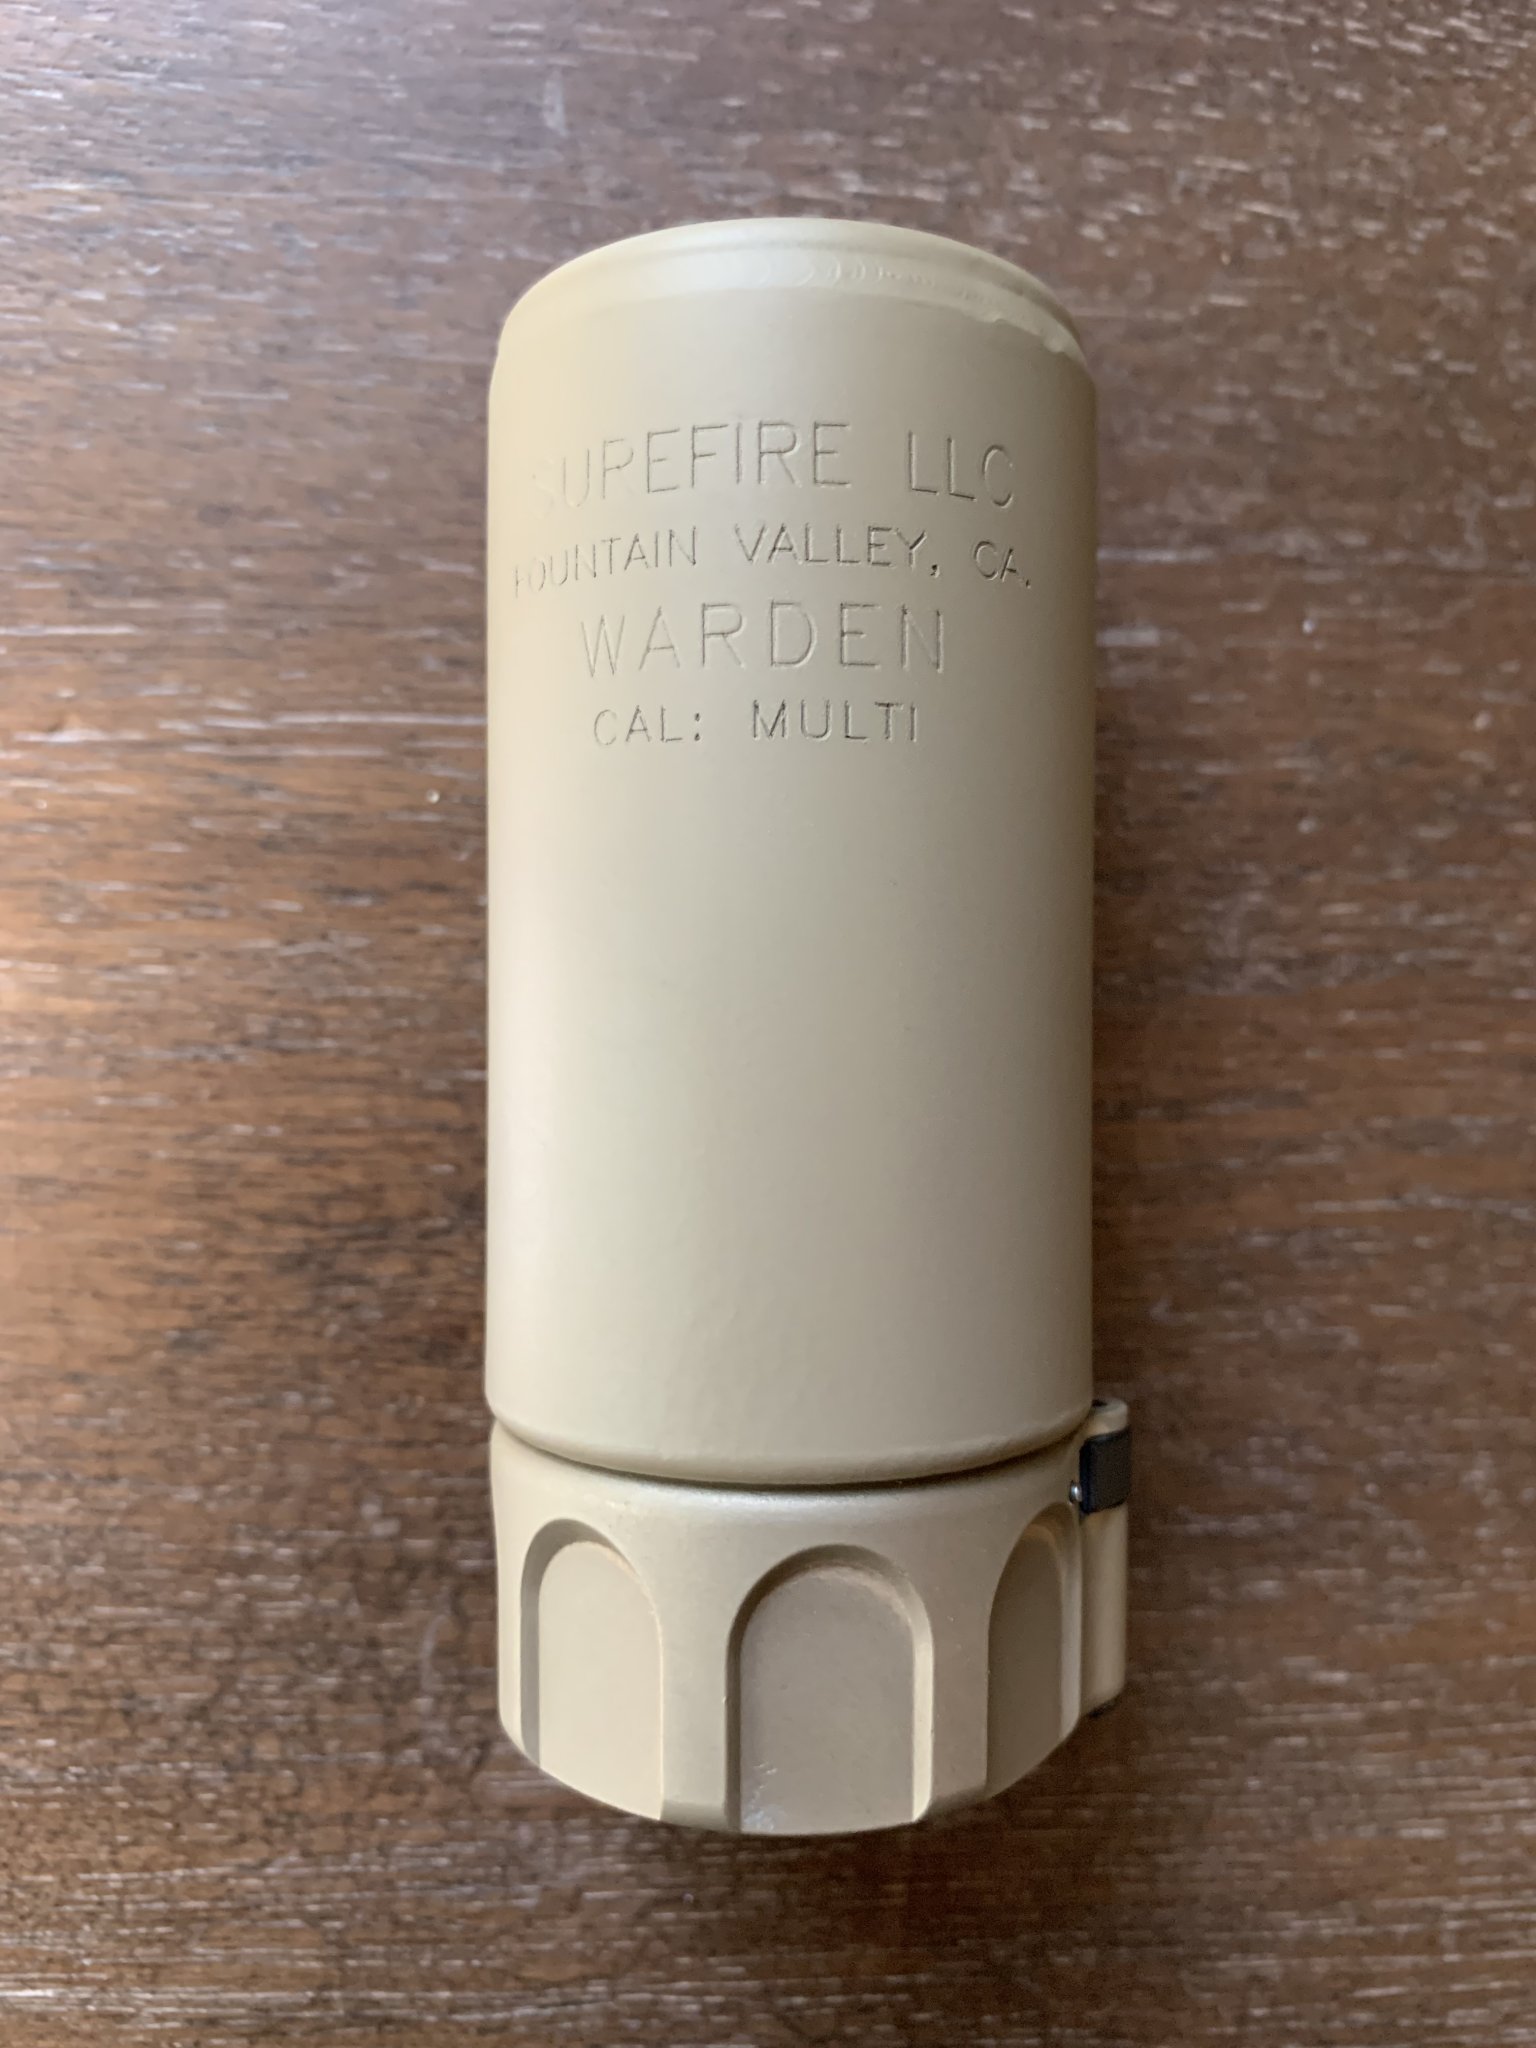 SUREFIRE LLC
FOUNTAIN VALLEY, CA.
WARDEN
CAL: MULTI